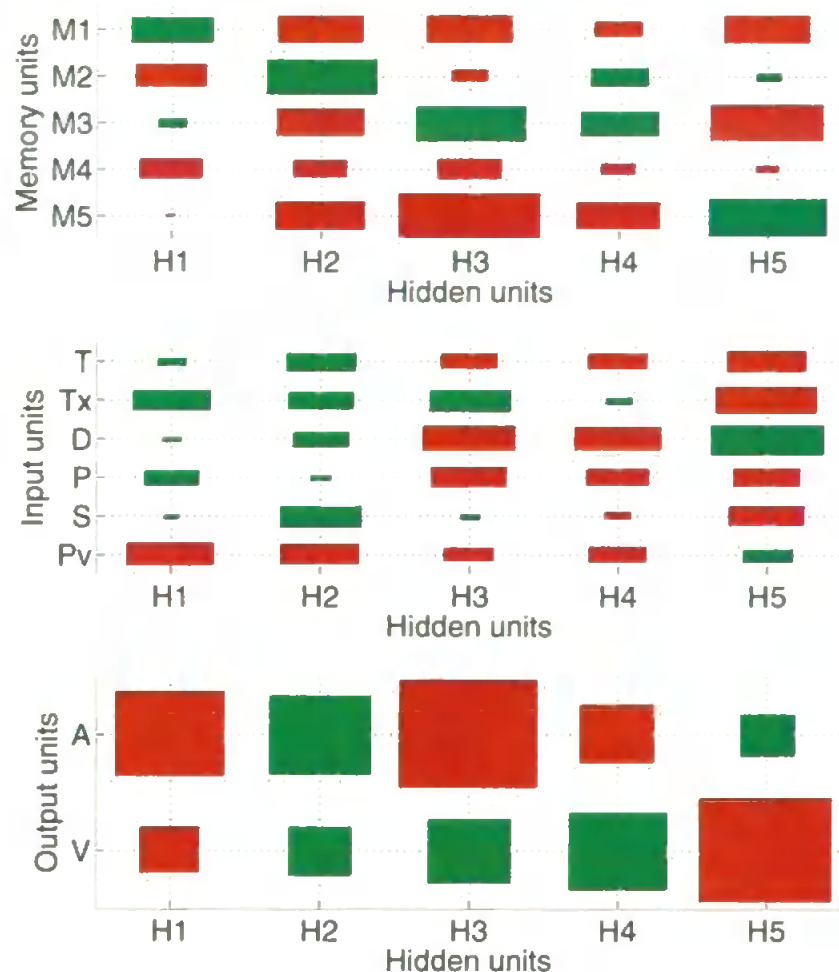 Memory units
M1
M2
M3
M4
M5
H1 H2 H3 H4 H5
Hidden units
Input units
T
Tx
D
P
S
Pv
H1 H2 H3 H4 H5
Hidden units
Output units
A
V
H1 H2 H3 H4 H5
Hidden units